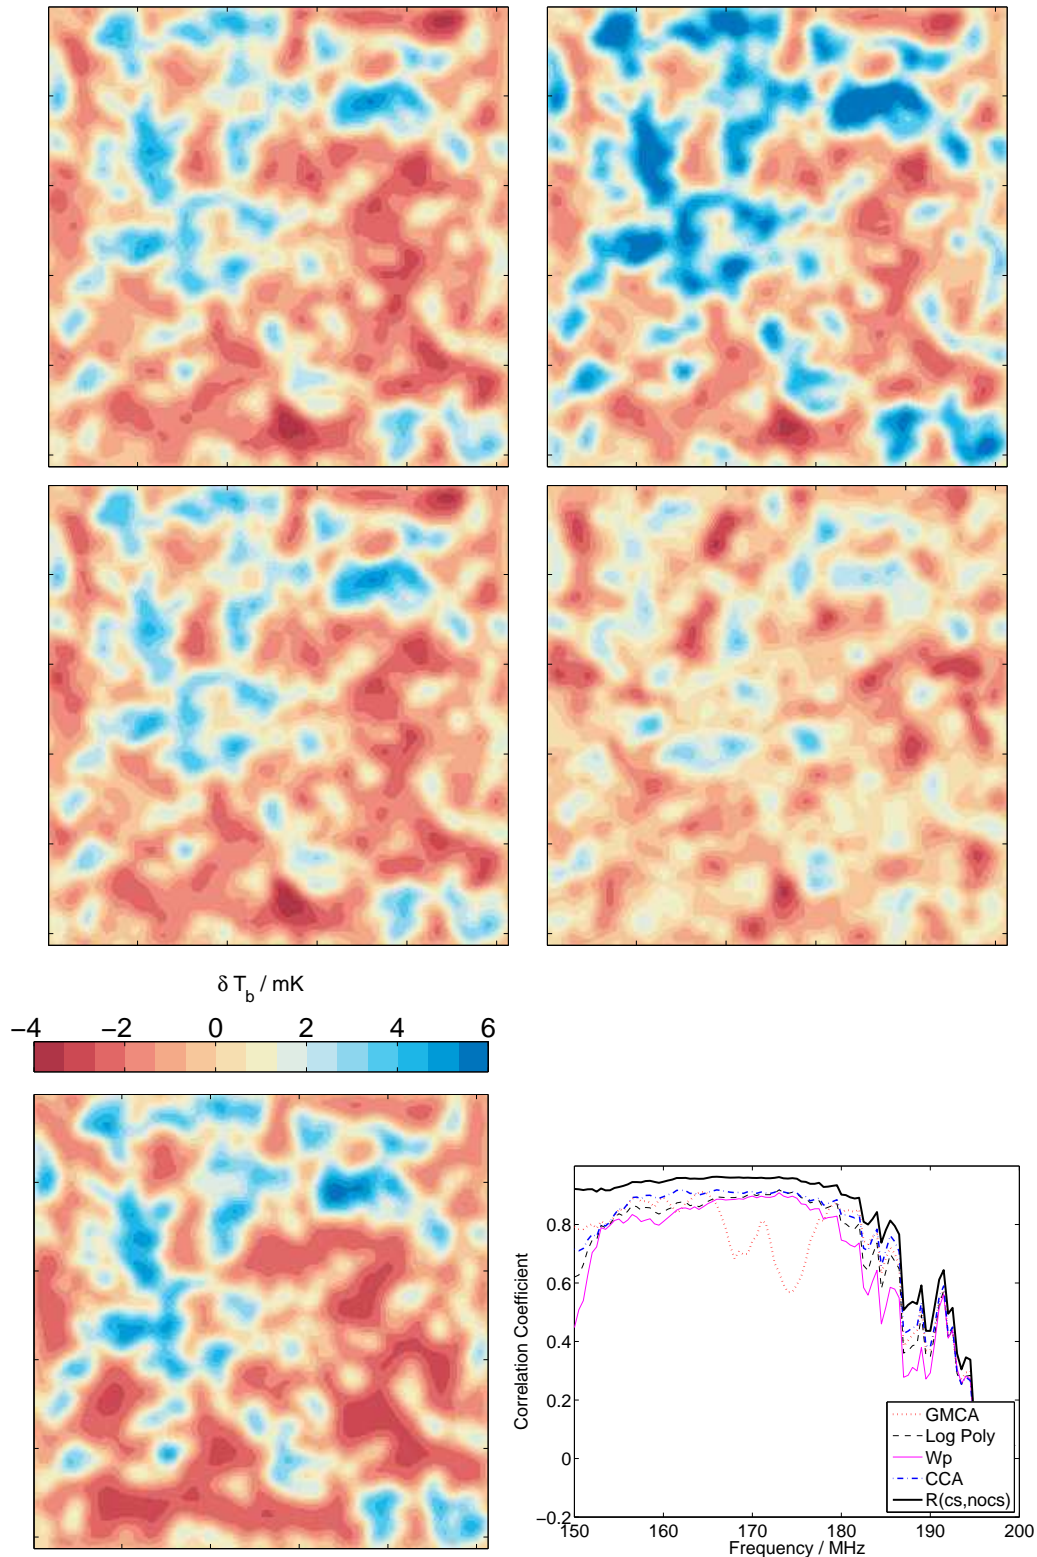 δ T_b / mK
−4 −2 0 2 4 6
Correlation Coefficient
0.8
0.6
0.4
0.2
0
−0.2
GMCA
Log Poly
Wp
CCA
R(cs,nocs)
150 160 170 180 190 200
Frequency / MHz